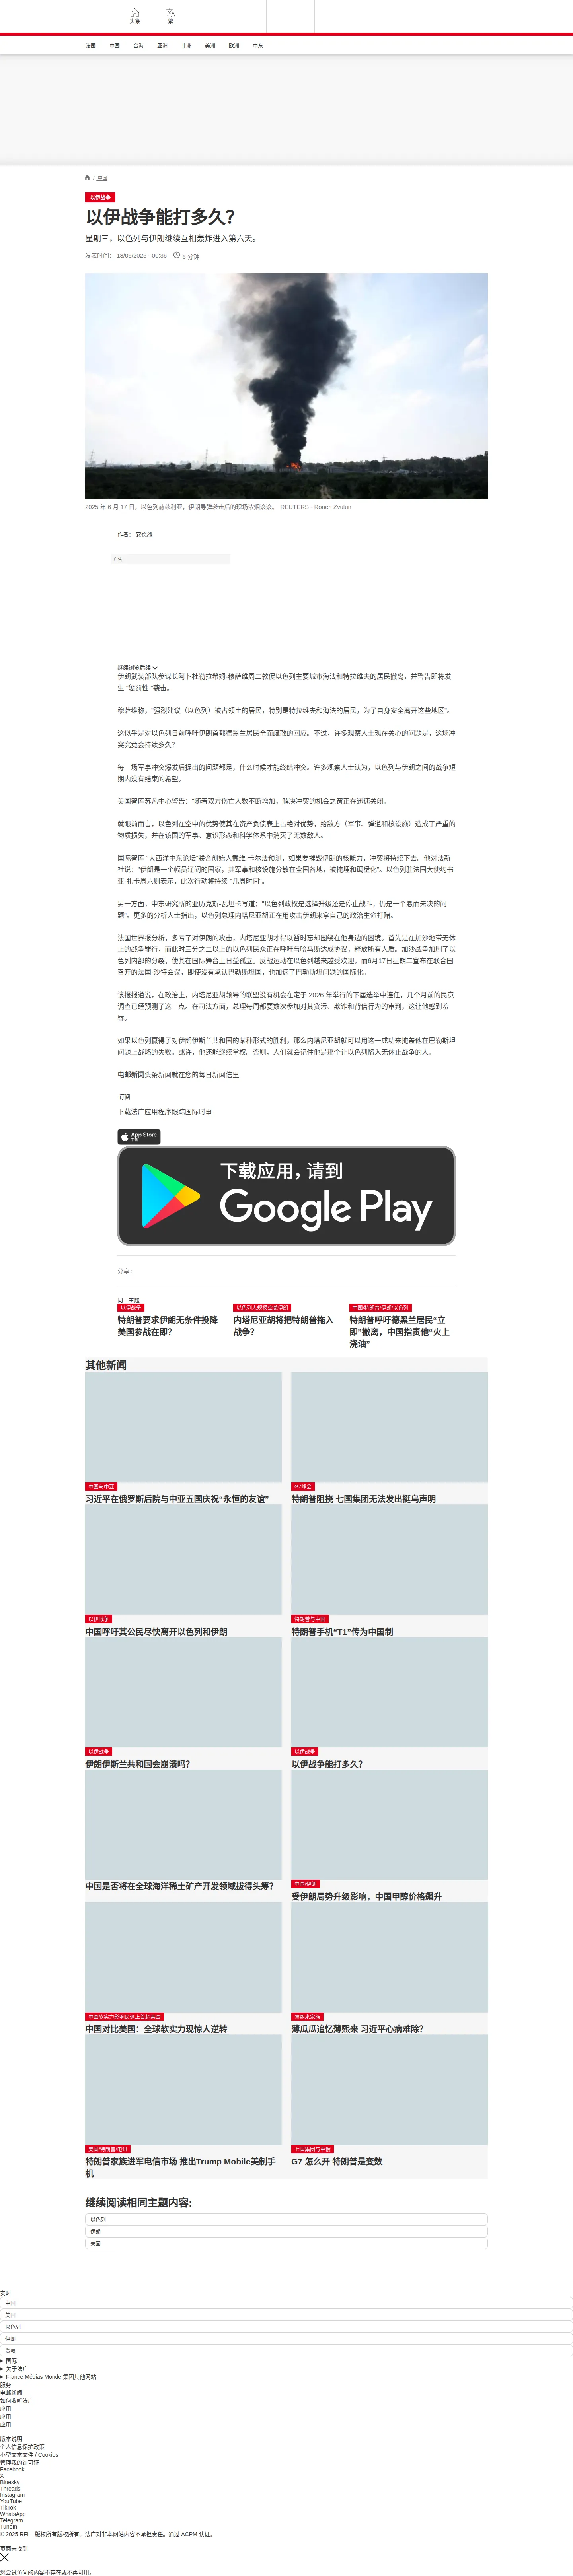 头条
繁
法国
中国
台海
亚洲
非洲
美洲
欧洲
中东
/ 中国
以伊战争
以伊战争能打多久?
星期三，以色列与伊朗继续互相轰炸进入第六天。
发表时间： 18/06/2025 - 00:36
6 分钟
2025 年 6 月 17 日，以色列赫兹利亚，伊朗导弹袭击后的现场浓烟滚滚。 REUTERS - Ronen Zvulun
作者： 安德烈
广告
继续浏览后续
伊朗武装部队参谋长阿卜杜勒拉希姆-穆萨维周二敦促以色列主要城市海法和特拉维夫的居民撤离，并警告即将发
生 "惩罚性 "袭击。
穆萨维称，"强烈建议（以色列）被占领土的居民，特别是特拉维夫和海法的居民，为了自身安全离开这些地区"。
这似乎是对以色列日前呼吁伊朗首都德黑兰居民全面疏散的回应。不过，许多观察人士现在关心的问题是，这场冲
突究竟会持续多久?
每一场军事冲突爆发后提出的问题都是，什么时候才能终结冲突。许多观察人士认为，以色列与伊朗之间的战争短
期内没有结束的希望。
美国智库苏凡中心警告："随着双方伤亡人数不断增加，解决冲突的机会之窗正在迅速关闭。
就眼前而言，以色列在空中的优势使其在资产负债表上占绝对优势，给敌方（军事、弹道和核设施）造成了严重的
物质损失，并在该国的军事、意识形态和科学体系中消灭了无数敌人。
国际智库 "大西洋中东论坛"联合创始人戴维-卡尔法预测，如果要摧毁伊朗的核能力，冲突将持续下去。他对法新
社说："伊朗是一个幅员辽阔的国家，其军事和核设施分散在全国各地，被掩埋和碉堡化"。以色列驻法国大使约书
亚-扎卡周六则表示，此次行动将持续 "几周时间"。
另一方面，中东研究所的亚历克斯-瓦坦卡写道："以色列政权是选择升级还是停止战斗，仍是一个悬而未决的问
题"。更多的分析人士指出，以色列总理内塔尼亚胡正在用攻击伊朗来拿自己的政治生命打赌。
法国世界报分析，多亏了对伊朗的攻击，内塔尼亚胡才得以暂时忘却围绕在他身边的困境。首先是在加沙地带无休
止的战争罪行，而此时三分之二以上的以色列民众正在呼吁与哈马斯达成协议，释放所有人质。加沙战争加剧了以
色列内部的分裂，使其在国际舞台上日益孤立。反战运动在以色列越来越受欢迎，而6月17日星期二宣布在联合国
召开的法国-沙特会议，即使没有承认巴勒斯坦国，也加速了巴勒斯坦问题的国际化。
该报报道说，在政治上，内塔尼亚胡领导的联盟没有机会在定于 2026 年举行的下届选举中连任，几个月前的民意
调查已经预测了这一点。在司法方面，总理每周都要数次参加对其贪污、欺诈和背信行为的审判，这让他感到羞
辱。
如果以色列赢得了对伊朗伊斯兰共和国的某种形式的胜利，那么内塔尼亚胡就可以用这一成功来掩盖他在巴勒斯坦
问题上战略的失败。或许，他还能继续掌权。否则，人们就会记住他是那个让以色列陷入无休止战争的人。
电邮新闻头条新闻就在您的每日新闻信里
订阅
下载法广应用程序跟踪国际时事
App Store
下载
下载应用，请到
Google Play
分享 :
同一主题
以伊战争
特朗普要求伊朗无条件投降
美国参战在即？
以色列大规模空袭伊朗
内塔尼亚胡将把特朗普拖入
战争？
中国/特朗普/伊朗/以色列
特朗普呼吁德黑兰居民“立
即”撤离，中国指责他“火上
浇油”
其他新闻
中国与中亚
习近平在俄罗斯后院与中亚五国庆祝“永恒的友谊”
G7峰会
特朗普阻挠 七国集团无法发出挺乌声明
以伊战争
中国呼吁其公民尽快离开以色列和伊朗
特朗普与中国
特朗普手机“T1”传为中国制
以伊战争
伊朗伊斯兰共和国会崩溃吗？
以伊战争
以伊战争能打多久？
中国是否将在全球海洋稀土矿产开发领域拔得头筹？
中国/伊朗
受伊朗局势升级影响，中国甲醇价格飙升
中国软实力影响民调上首超美国
中国对比美国：全球软实力现惊人逆转
薄熙来家族
薄瓜瓜追忆薄熙来 习近平心病难除？
美国/特朗普/电讯
特朗普家族进军电信市场 推出Trump Mobile美制手
机
七国集团与中俄
G7 怎么开 特朗普是变数
继续阅读相同主题内容:
以色列
伊朗
美国
实时
中国
美国
以色列
伊朗
贸易
国际
关于法广
France Médias Monde 集团其他网站
服务
电邮新闻
如何收听法广
应用
应用
应用
版本说明
个人信息保护政策
小型文本文件 / Cookies
管理我的许可证
Facebook
X
Bluesky
Threads
Instagram
YouTube
TikTok
WhatsApp
Telegram
TuneIn
© 2025 RFI – 版权所有版权所有。法广对非本网站内容不承担责任。通过 ACPM 认证。
页面未找到
您尝试访问的内容不存在或不再可用。